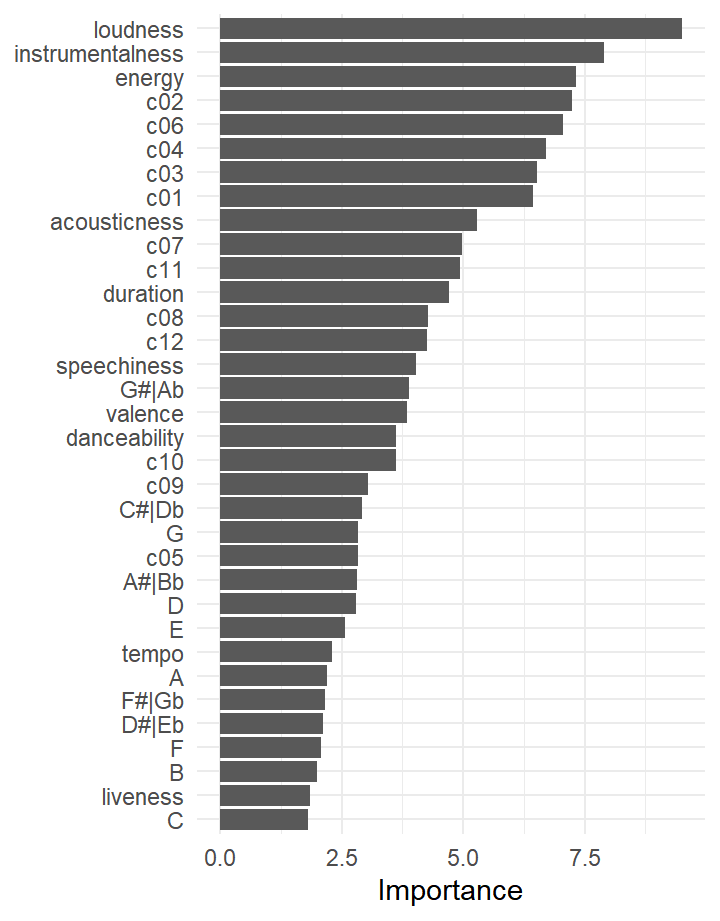 loudness
instrumentalness
energy
c02
c06
c04
c03
c01
acousticness
c07
c11
duration
c08
c12
speechiness
G#|Ab
valence
danceability
c10
c09
C#|Db
G
c05
A#|Bb
D
E
tempo
A
F#|Gb
D#|Eb
F
B
liveness
C
0.0 2.5 5.0 7.5
Importance